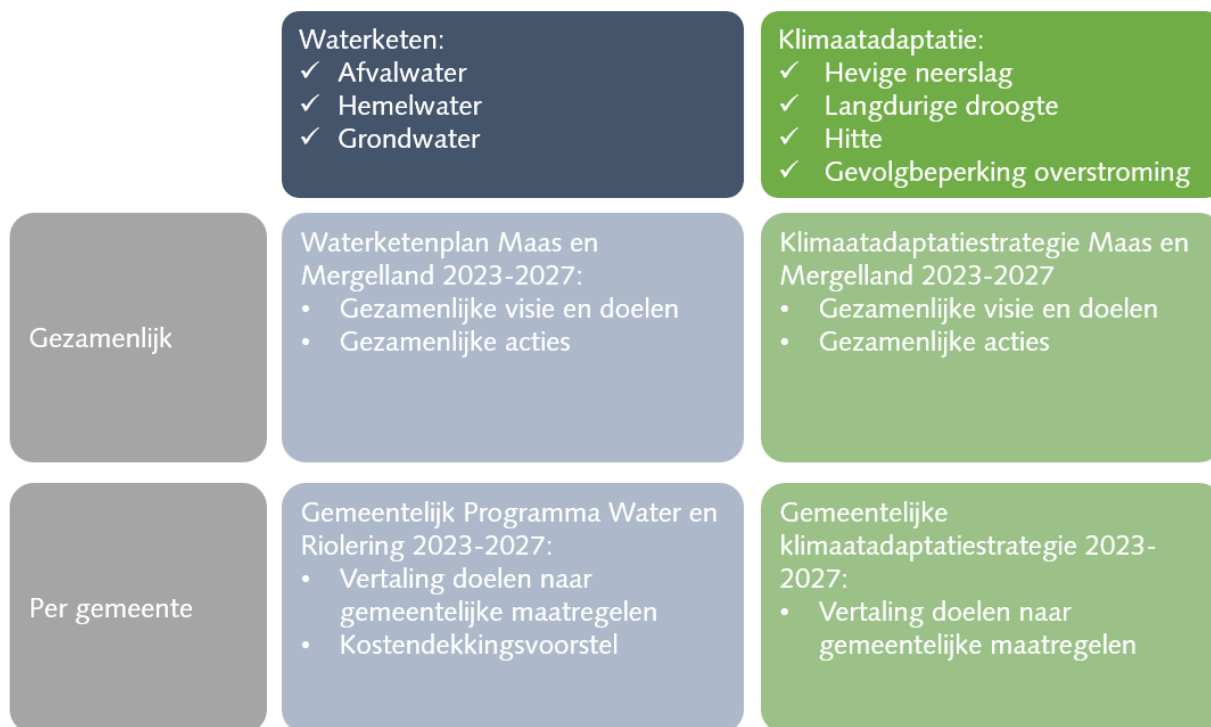 Waterketen:
✓ Afvalwater
✓ Hemelwater
✓ Grondwater
Klimaatadaptatie:
✓ Hevige neerslag
✓ Langdurige droogte
✓ Hitte
✓ Gevolgbeperking overstroming
Gezamenlijk
Waterketenplan Maas en
Mergelland 2023-2027:
• Gezamenlijke visie en doelen
• Gezamenlijke acties
Klimaatadaptatiestrategie Maas en
Mergelland 2023-2027
• Gezamenlijke visie en doelen
• Gezamenlijke acties
Per gemeente
Gemeentelijk Programma Water en
Riolering 2023-2027:
• Vertaling doelen naar
gemeentelijke maatregelen
• Kostendekkingsvoorstel
Gemeentelijke
klimaatadaptatiestrategie 2023-
2027:
• Vertaling doelen naar
gemeentelijke maatregelen